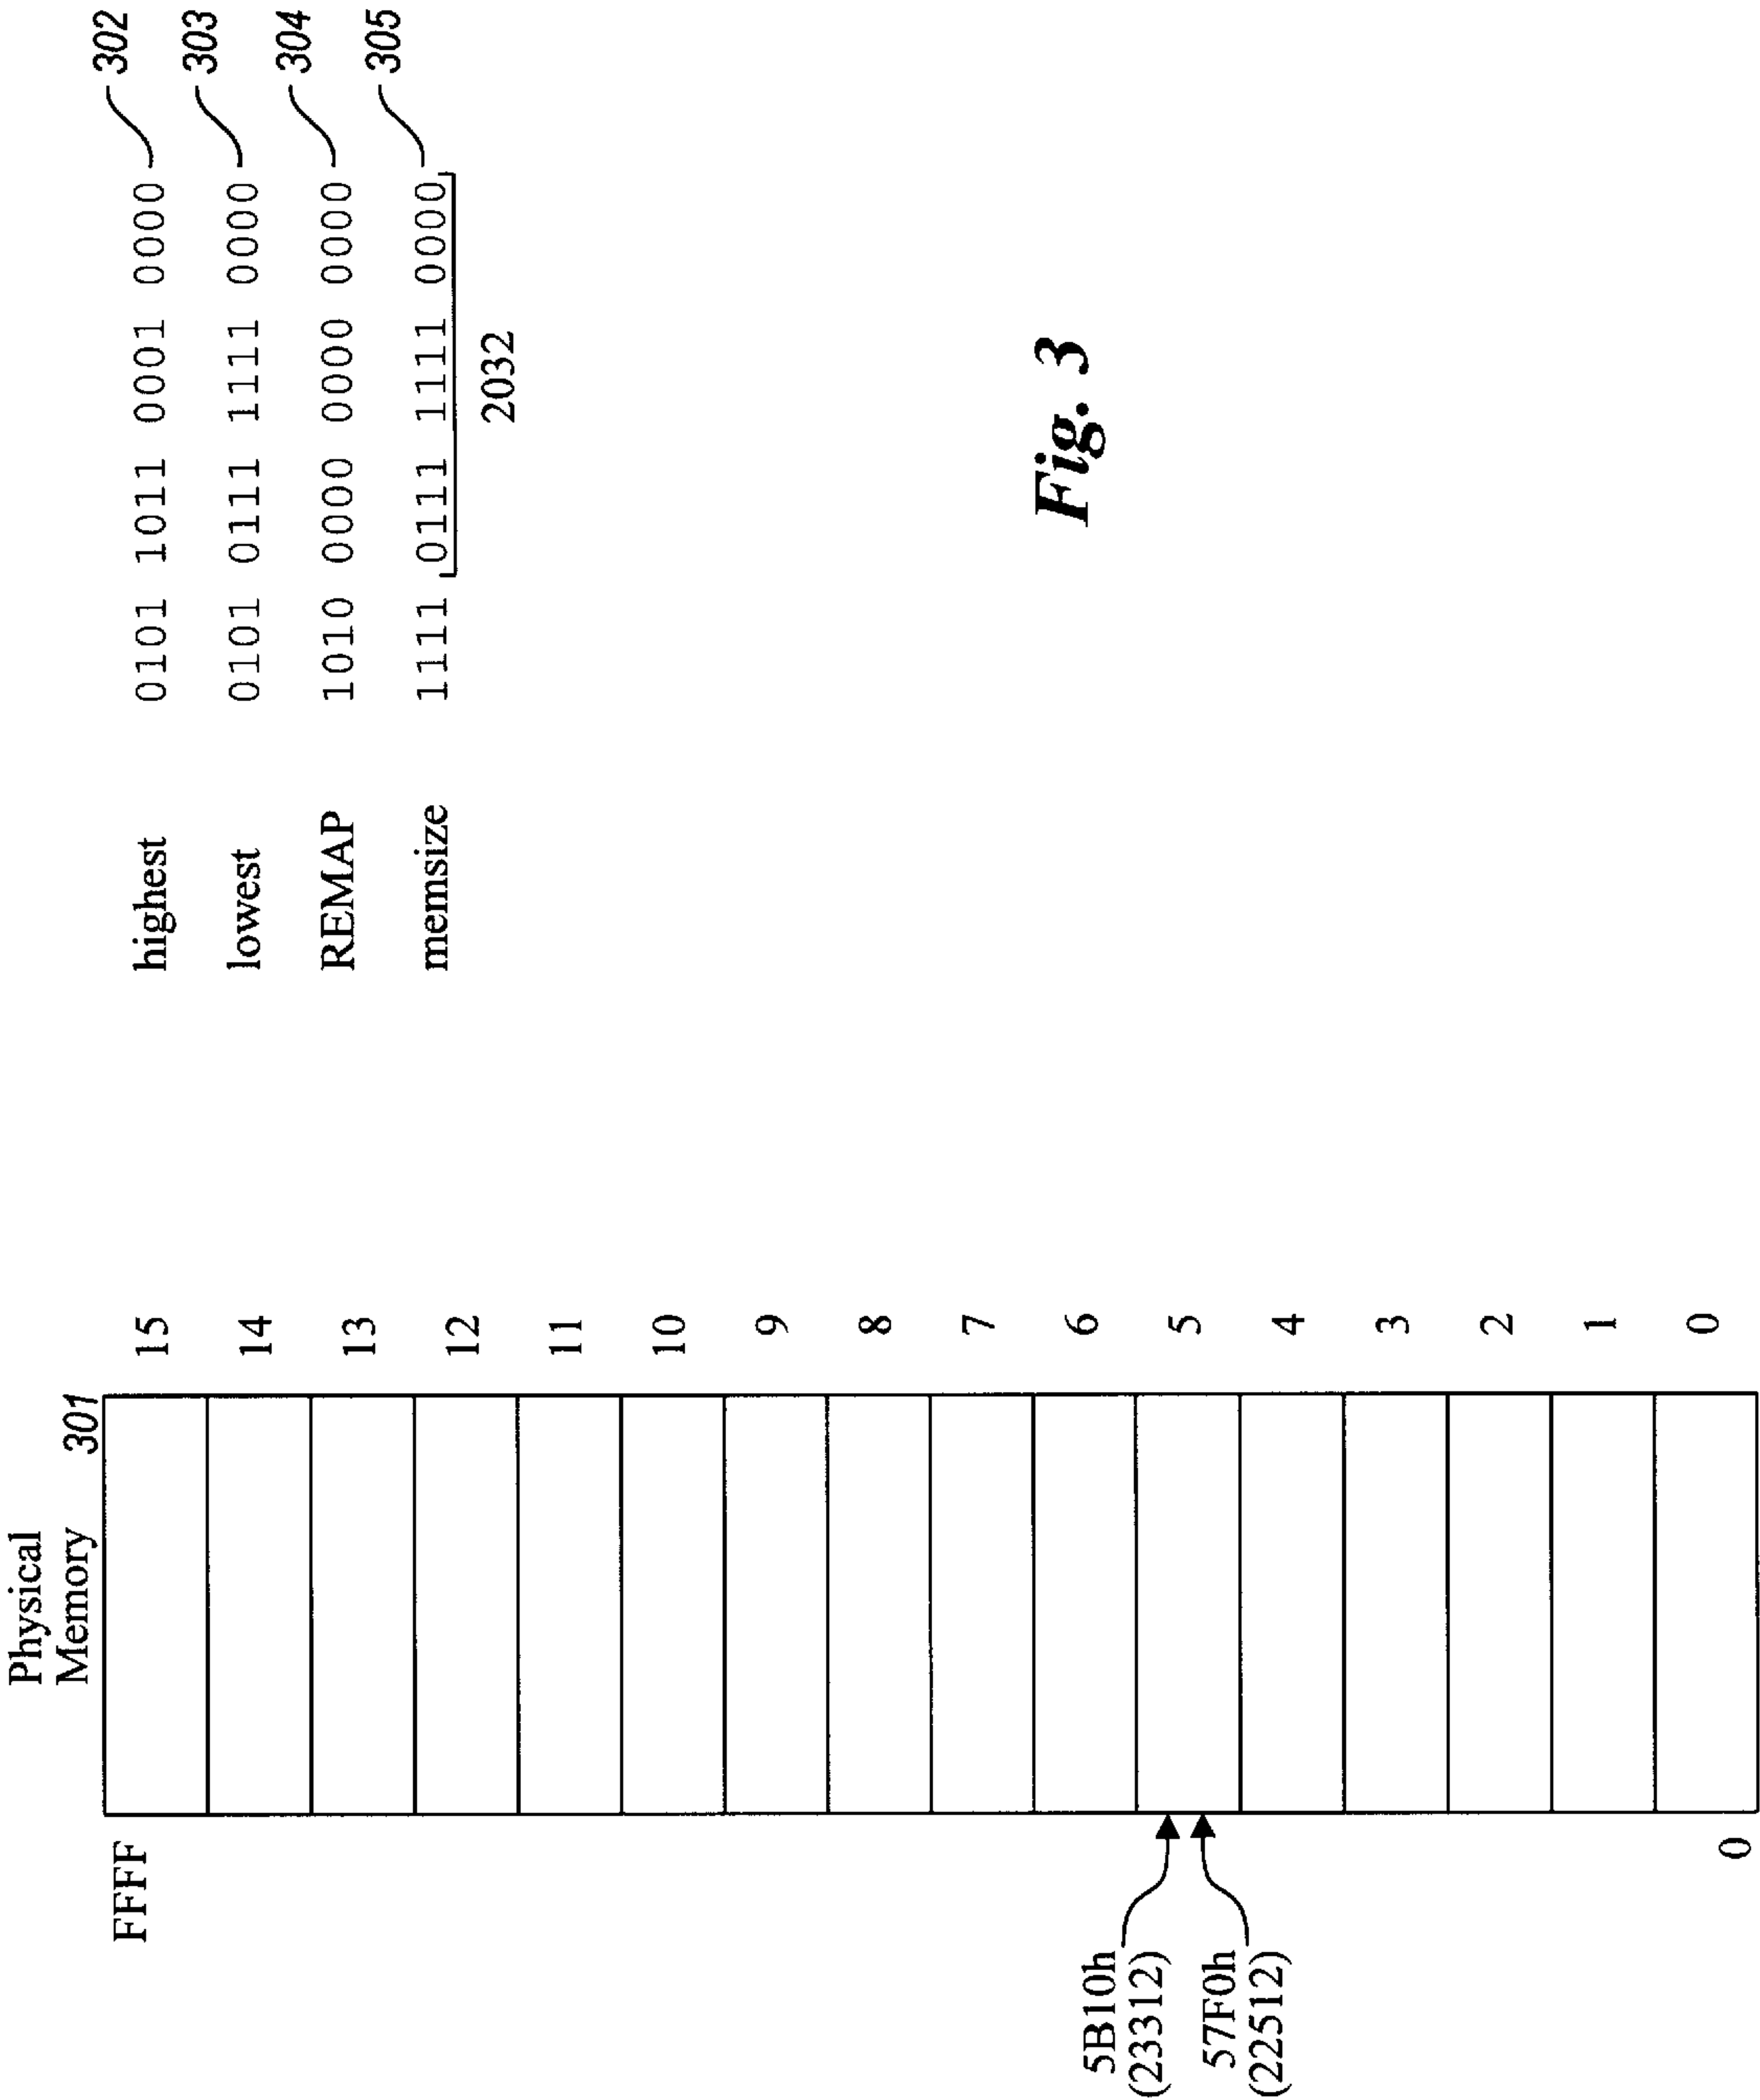 Physical
Memory 301
FFFF
15
14
13
12
11
10
9
8
7
6
5
4
3
2
1
0
5B10h
(23312)
57F0h
(22512)
0
highest 0101 1011 0001 0000 302
lowest 0101 0111 1111 0000 303
REMAP 1010 0000 0000 0000 304
memsize 1111 0111 1111 0000 305
2032
Fig. 3